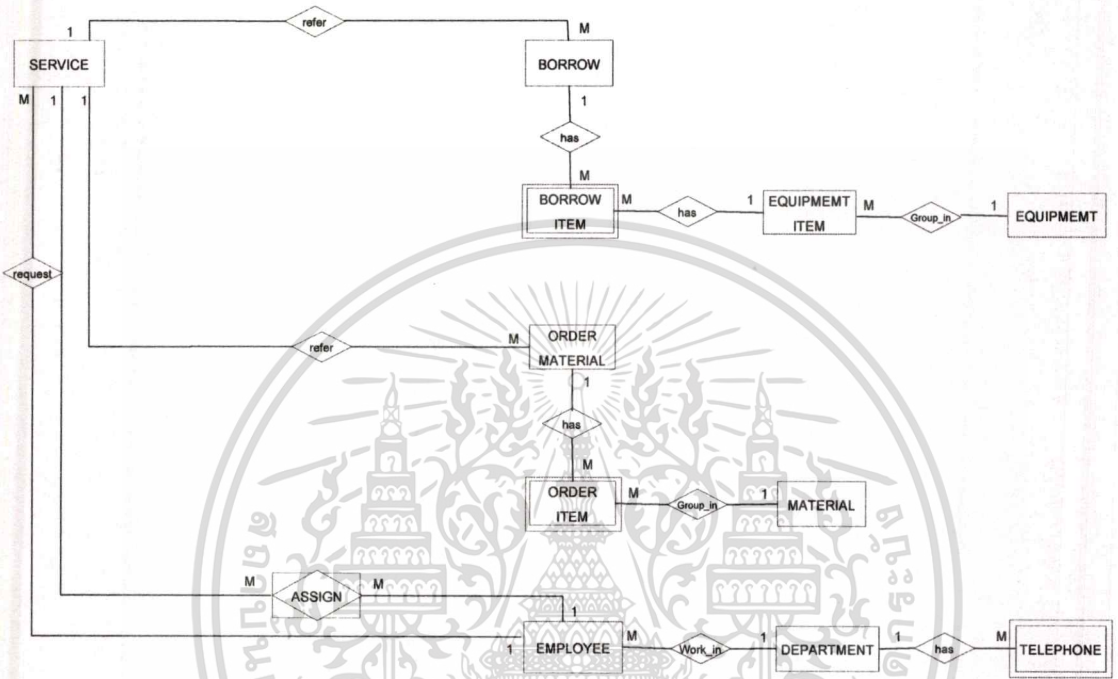 refer
1
M
SERVICE
BORROW
M 1 1
1
has
M
BORROW
ITEM
M
has
1
EQUIPMEMT
ITEM
M
Group_in
1
EQUIPMEMT
request
refer
M
ORDER
MATERIAL
1
has
M
ORDER
ITEM
M
Group_in
1
MATERIAL
M
ASSIGN
M
1
1
EMPLOYEE
M
Work_in
1
DEPARTMENT
1
has
M
TELEPHONE